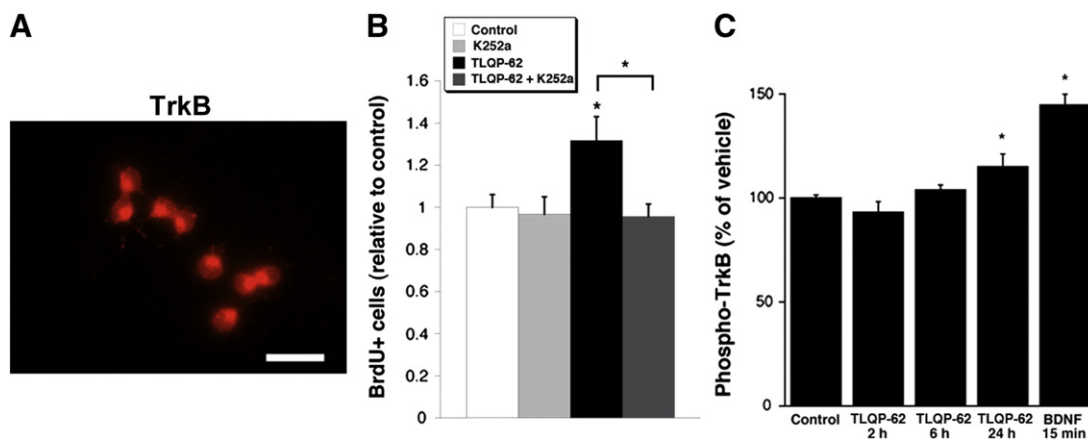 A
TrkB
B
Control
K252a
TLQP-62
TLQP-62 + K252a
BrdU+ cells (relative to control)
1.6
1.4
1.2
1
0.8
0.6
0.4
0.2
0
*
*
C
Phospho-TrkB (% of vehicle)
150
100
50
0
*
*
Control
TLQP-62
2 h
TLQP-62
6 h
TLQP-62
24 h
BDNF
15 min